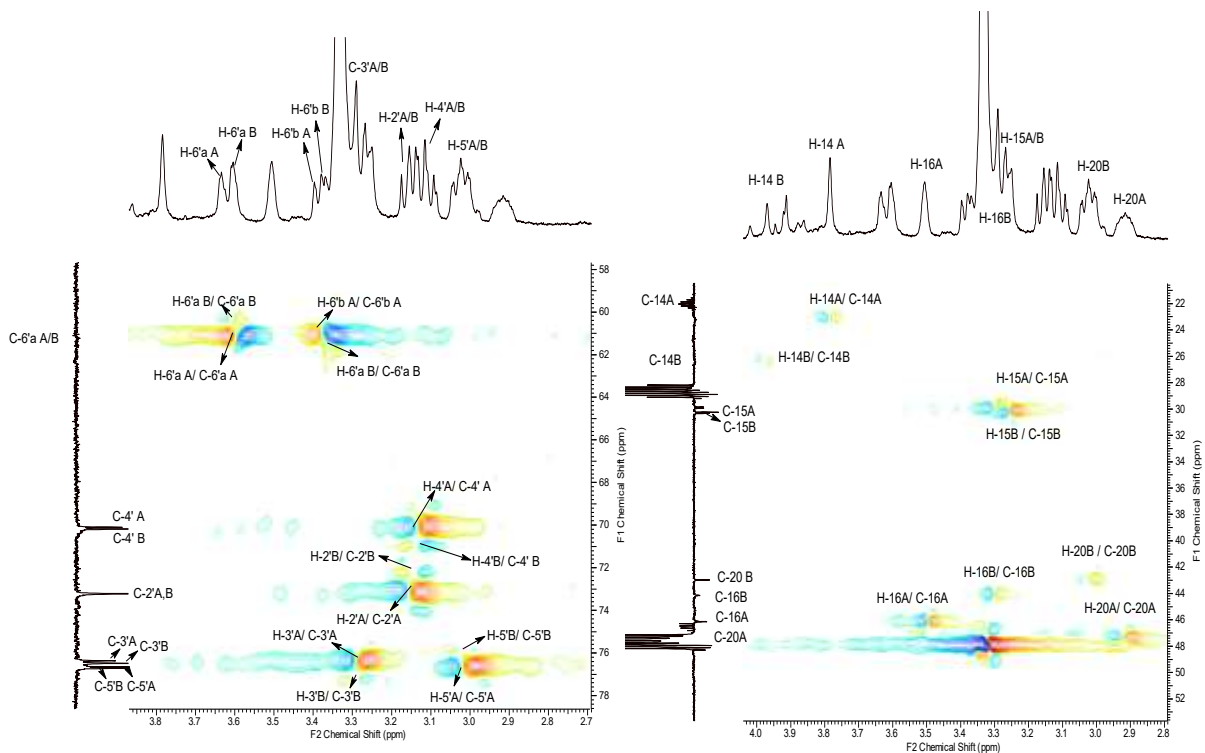 C-3'A/B
H-6'b B
H-2'A/B
H-4'A/B
H-6'a B
H-6'b A
H-6'a A
H-5'A/B
H-14 A
H-15A/B
H-14 B
H-16A
H-20B
H-16B
H-20A
H-6'a B/ C-6'a B
H-6'b A/ C-6'b A
C-6'a A/B
H-6'a A/ C-6'a A
H-6'a B/ C-6'a B
H-4'A/ C-4' A
C-4' A
C-4' B
H-2'B/ C-2'B
H-4'B/ C-4' B
C-2'A,B
H-2'A/ C-2'A
H-3'A/ C-3'A
H-5'B/ C-5'B
C-3'A
C-3'B
C-5'B C-5'A
H-3'B/ C-3'B
H-5'A/ C-5'A
58
60
62
64
66
68
70
72
74
76
78
F1 Chemical Shift (ppm)
3.8 3.7 3.6 3.5 3.4 3.3 3.2 3.1 3.0 2.9 2.8 2.7
F2 Chemical Shift (ppm)
C-14A
H-14A/ C-14A
C-14B
H-14B/ C-14B
H-15A/ C-15A
C-15A
C-15B
H-15B / C-15B
H-20B / C-20B
C-20 B
H-16B/ C-16B
C-16B
H-16A/ C-16A
C-16A
H-20A/ C-20A
C-20A
22
24
26
28
30
32
34
36
38
40
42
44
46
48
50
52
F1 Chemical Shift (ppm)
4.0 3.9 3.8 3.7 3.6 3.5 3.4 3.3 3.2 3.1 3.0 2.9 2.8
F2 Chemical Shift (ppm)